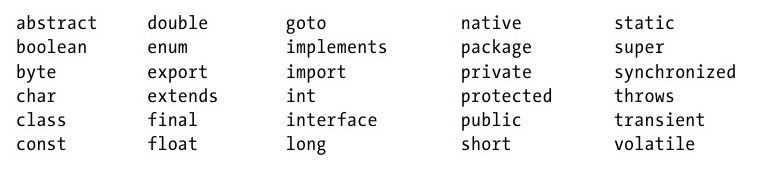 abstract double goto native static
boolean enum implements package super
byte export import private synchronized
char extends int protected throws
class final interface public transient
const float long short volatile